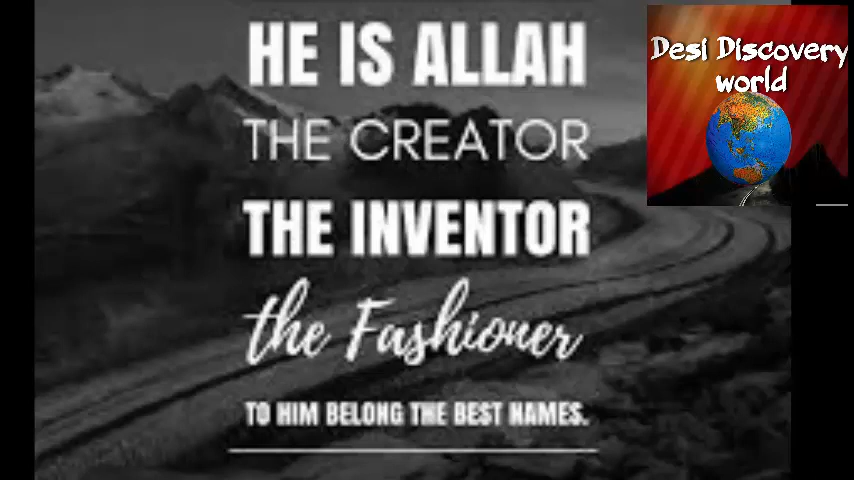 HE IS ALLAH
THE CREATOR
THE INVENTOR
the Fashioner
TO HIM BELONG THE BEST NAMES.
Desi Discovery
world